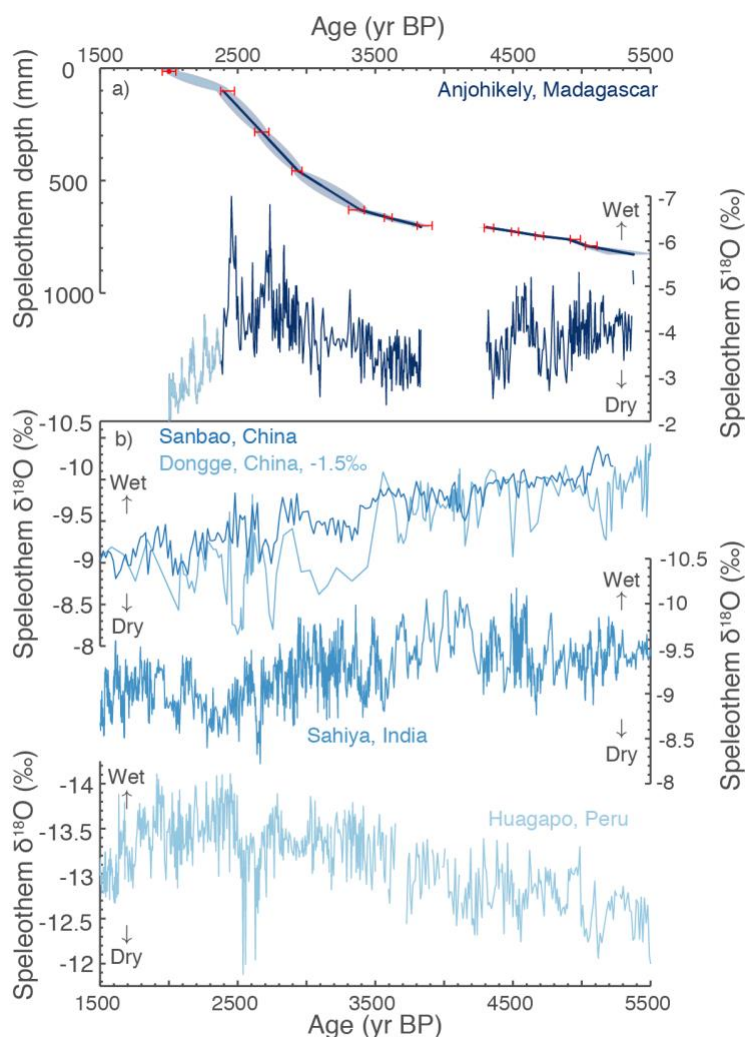 Age (yr BP)
1500 2500 3500 4500 5500
a)
Anjohikely, Madagascar
Speleothem depth (mm)
0
500
1000
Speleothem δ¹⁸O (‰)
-7
-6
-5
-4
-3
-2
Wet
↑
↓
Dry
b)
Sanbao, China
Dongge, China, -1.5‰
Speleothem δ¹⁸O (‰)
-10.5
-10
-9.5
-9
-8.5
-8
Wet
↑
↓
Dry
Sahiya, India
Speleothem δ¹⁸O (‰)
-10.5
-10
-9.5
-9
-8.5
-8
Wet
↑
↓
Dry
Huagapo, Peru
Speleothem δ¹⁸O (‰)
-14
-13.5
-13
-12.5
-12
Wet
↑
↓
Dry
1500 2500 3500 4500 5500
Age (yr BP)